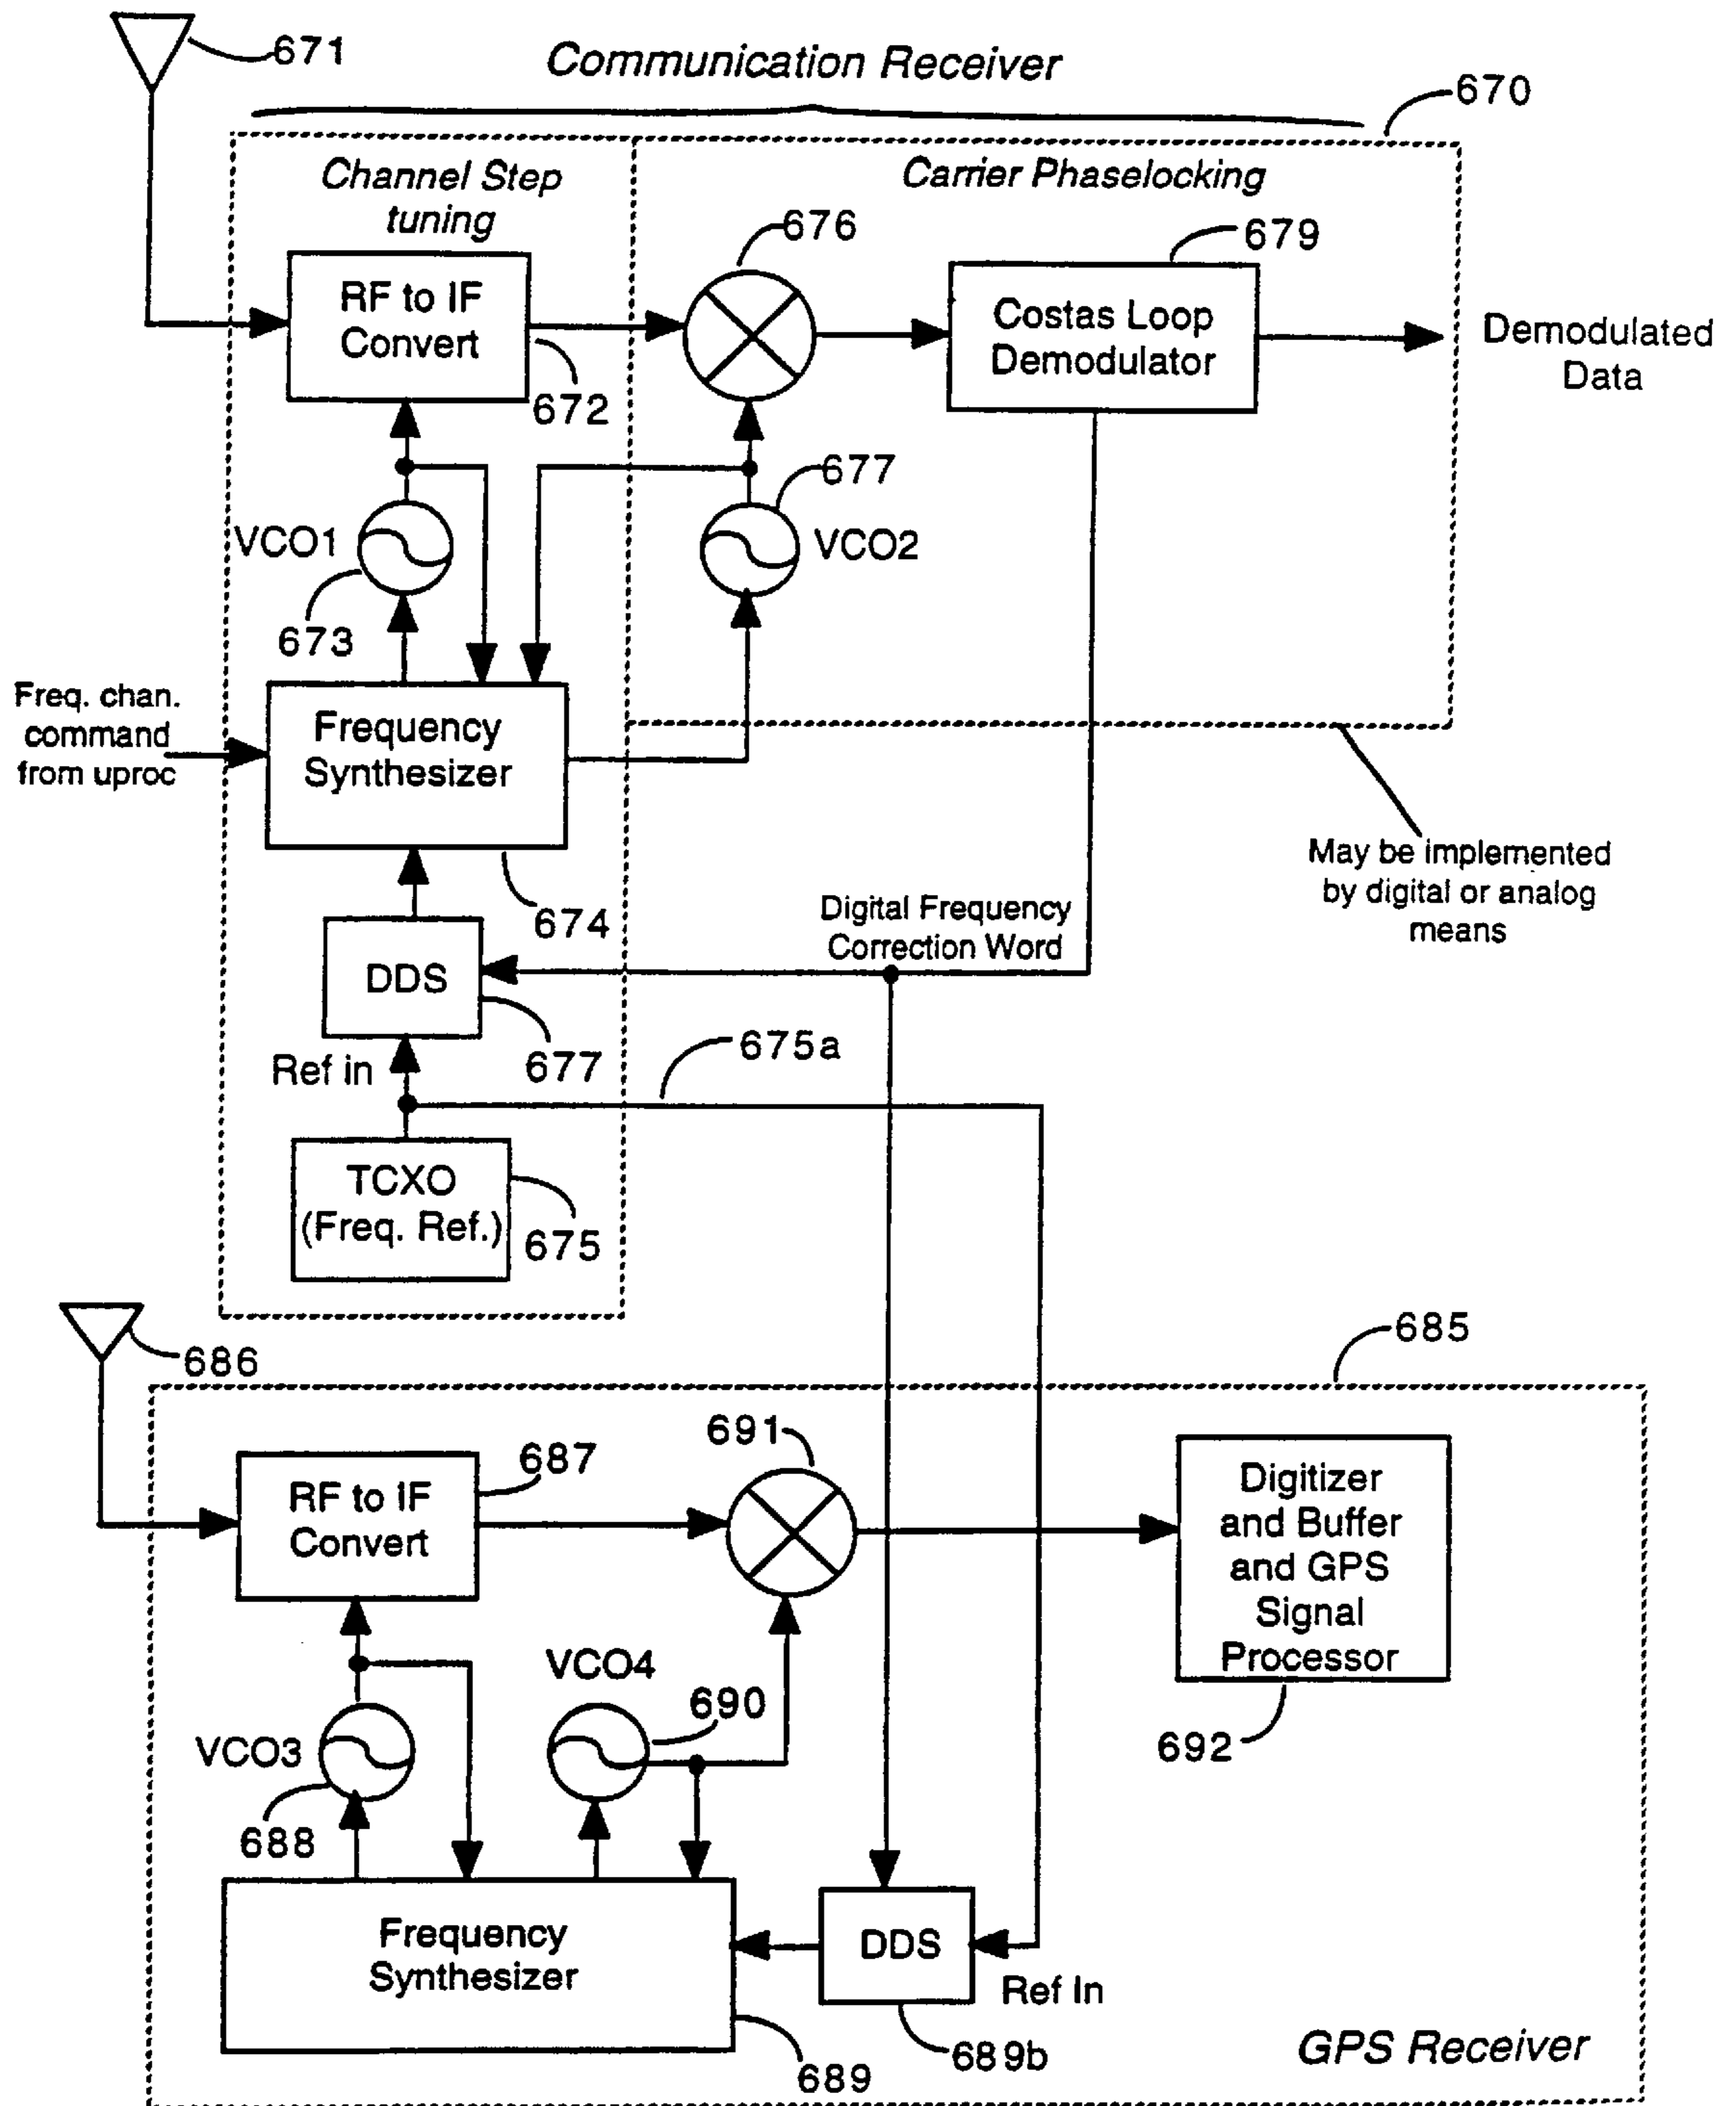 671
Communication Receiver
670
Channel Step
tuning
Carrier Phaselocking
676
679
RF to IF
Convert
672
Costas Loop
Demodulator
Demodulated
Data
677
VCO1
VCO2
673
Freq. chan.
command
from uproc
Frequency
Synthesizer
674
May be implemented
by digital or analog
means
Digital Frequency
Correction Word
DDS
677
Ref in
675a
TCXO
(Freq. Ref.)
675
686
685
691
687
RF to IF
Convert
Digitizer
and Buffer
and GPS
Signal
Processor
692
VCO4
690
VCO3
688
Frequency
Synthesizer
689
DDS
Ref In
689b
GPS Receiver